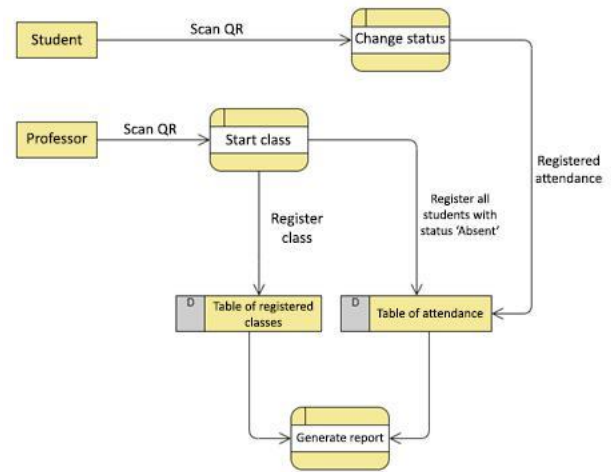 Student
Scan QR
Change status
Professor
Scan QR
Start class
Registered
attendance
Register
class
Register all
students with
status ‘Absent’
D
Table of registered
classes
D
Table of attendance
Generate report